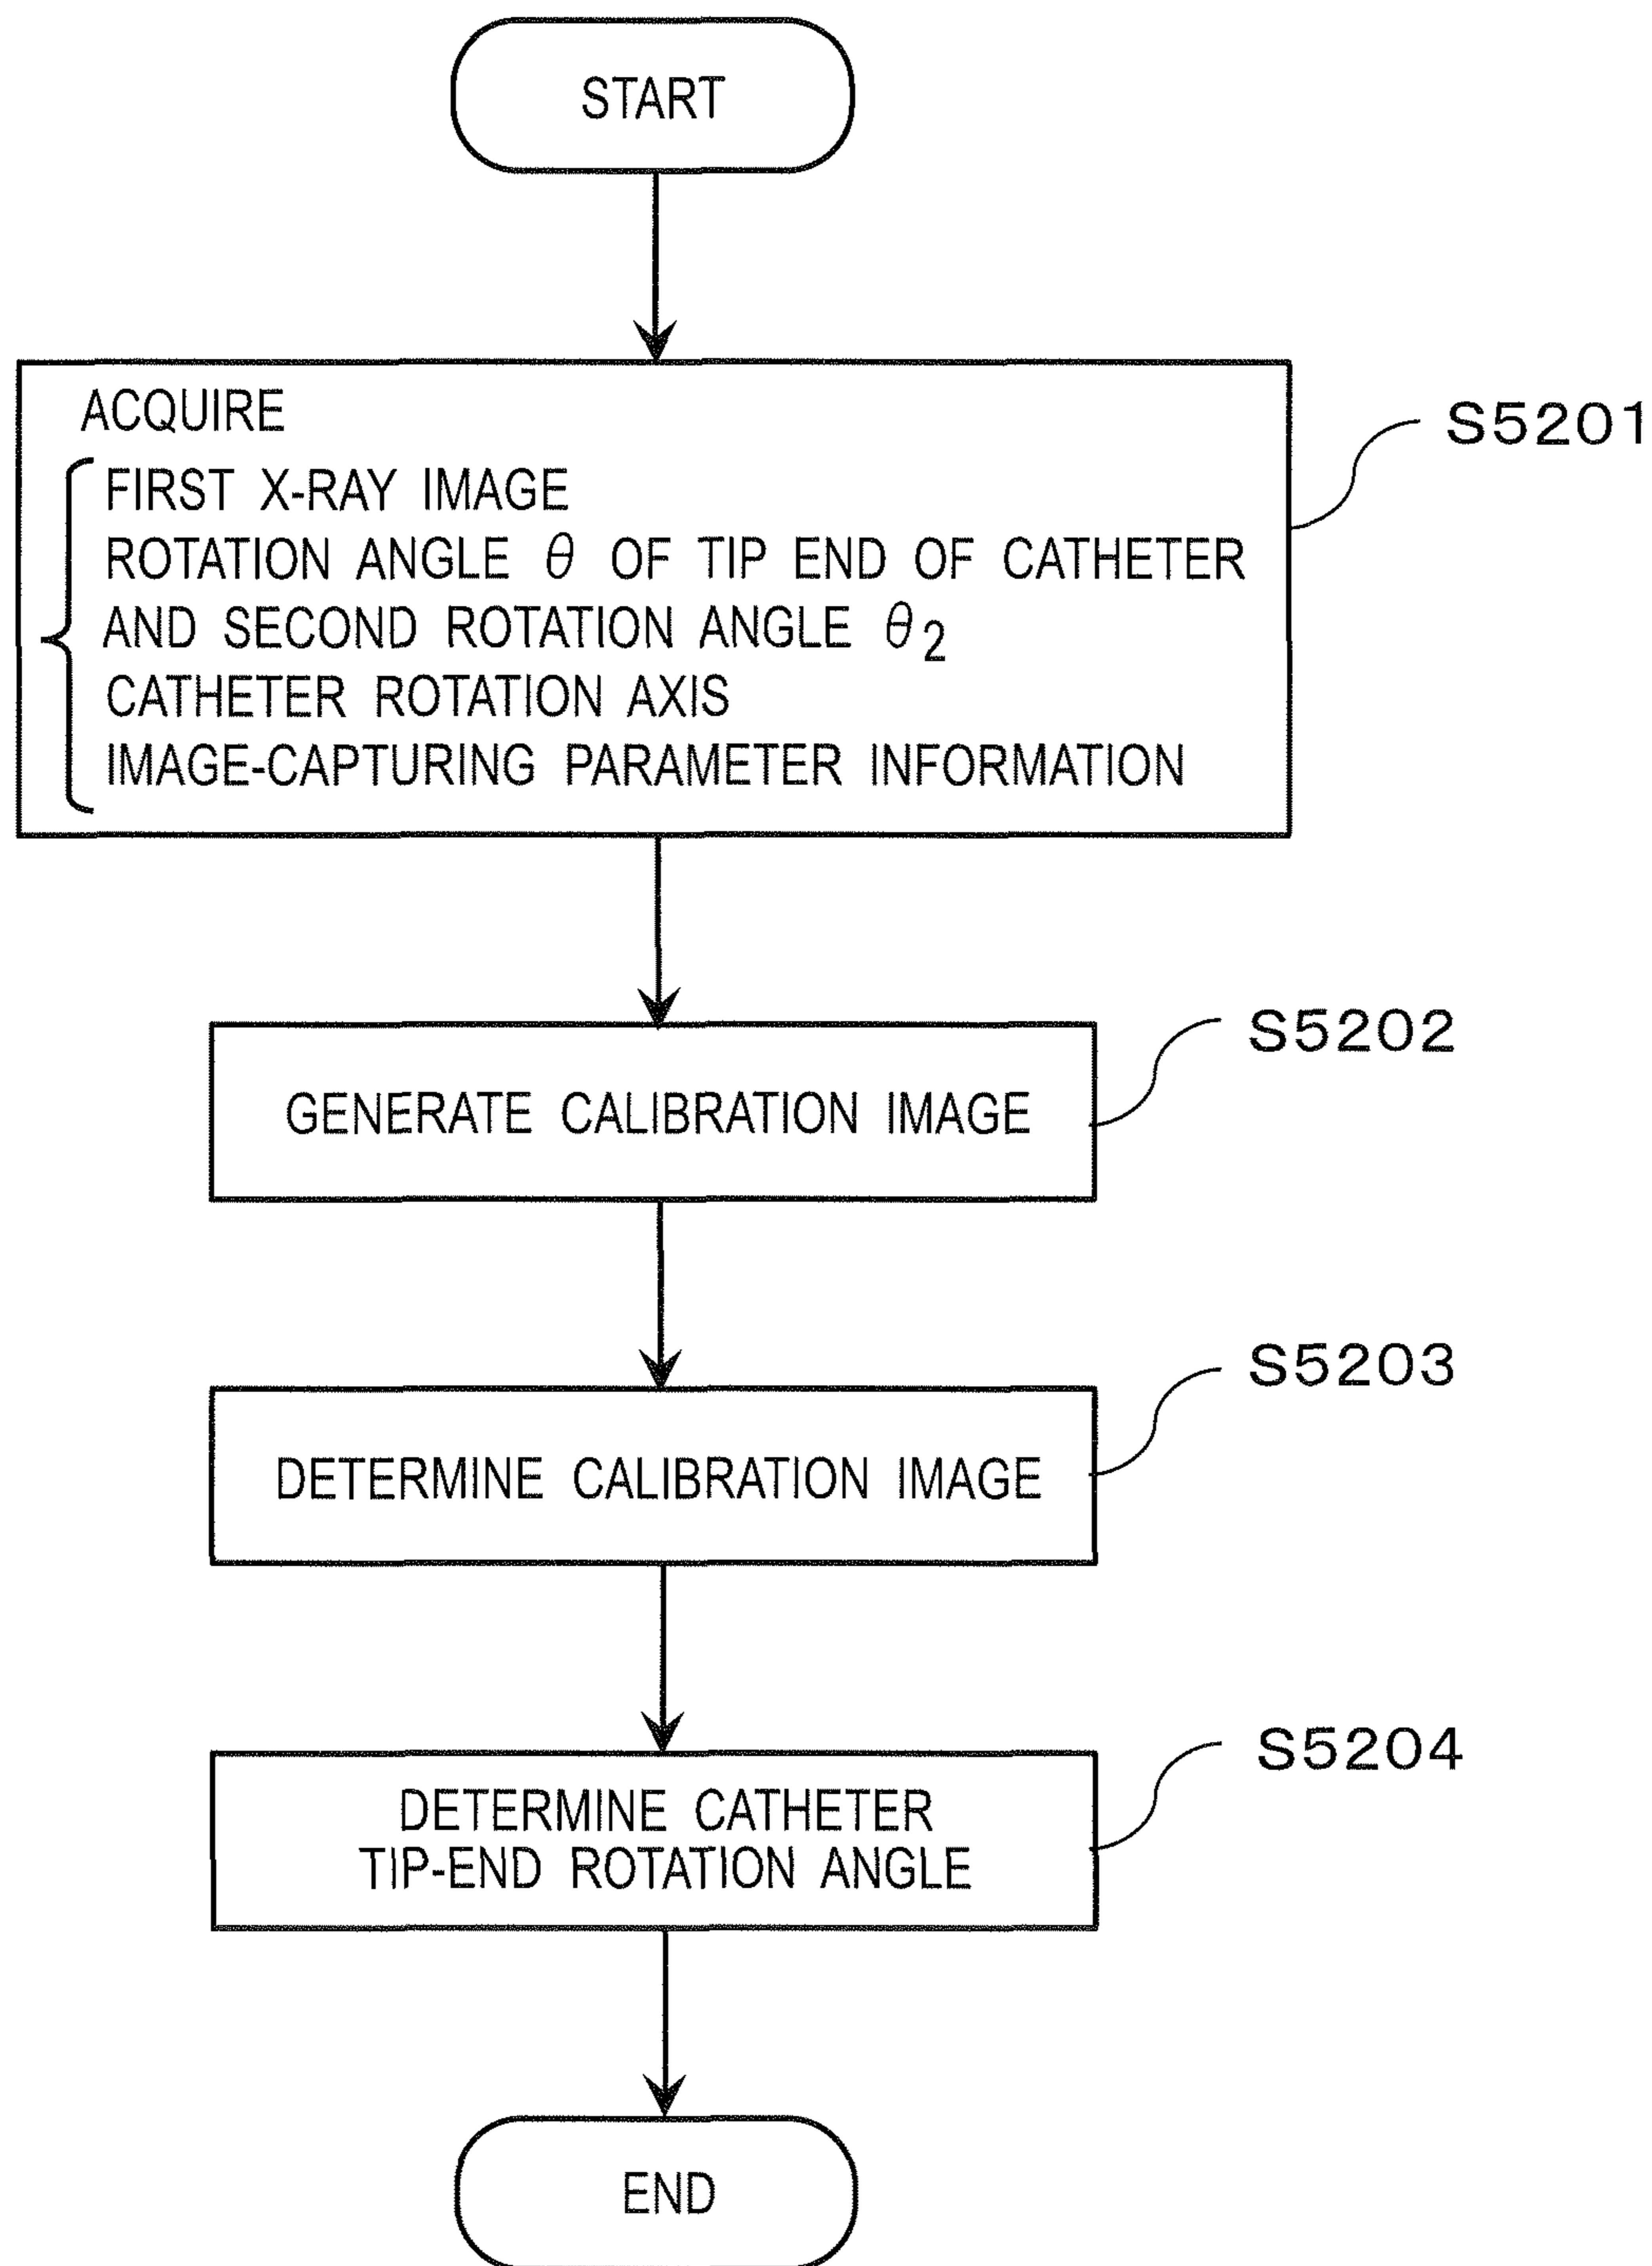 START
ACQUIRE
S5201
FIRST X-RAY IMAGE
ROTATION ANGLE θ OF TIP END OF CATHETER
AND SECOND ROTATION ANGLE θ2
CATHETER ROTATION AXIS
IMAGE-CAPTURING PARAMETER INFORMATION
S5202
GENERATE CALIBRATION IMAGE
S5203
DETERMINE CALIBRATION IMAGE
S5204
DETERMINE CATHETER
TIP-END ROTATION ANGLE
END